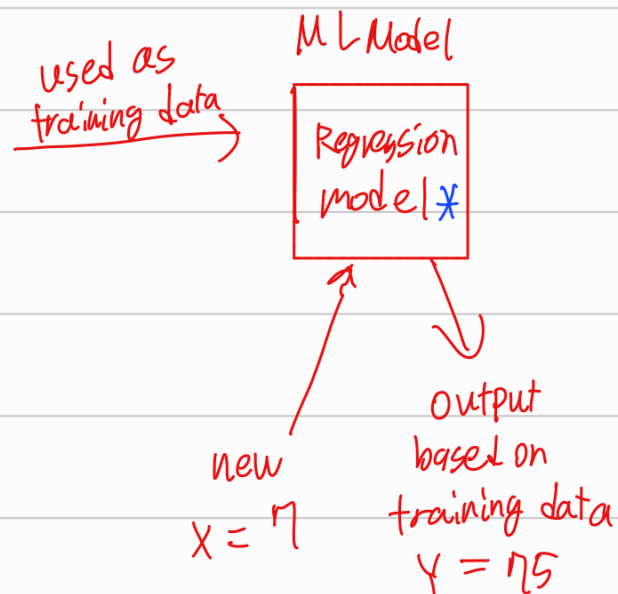 ML Model
used as
training data
Regression
model*
new
x = 7
output
based on
training data
y = 75